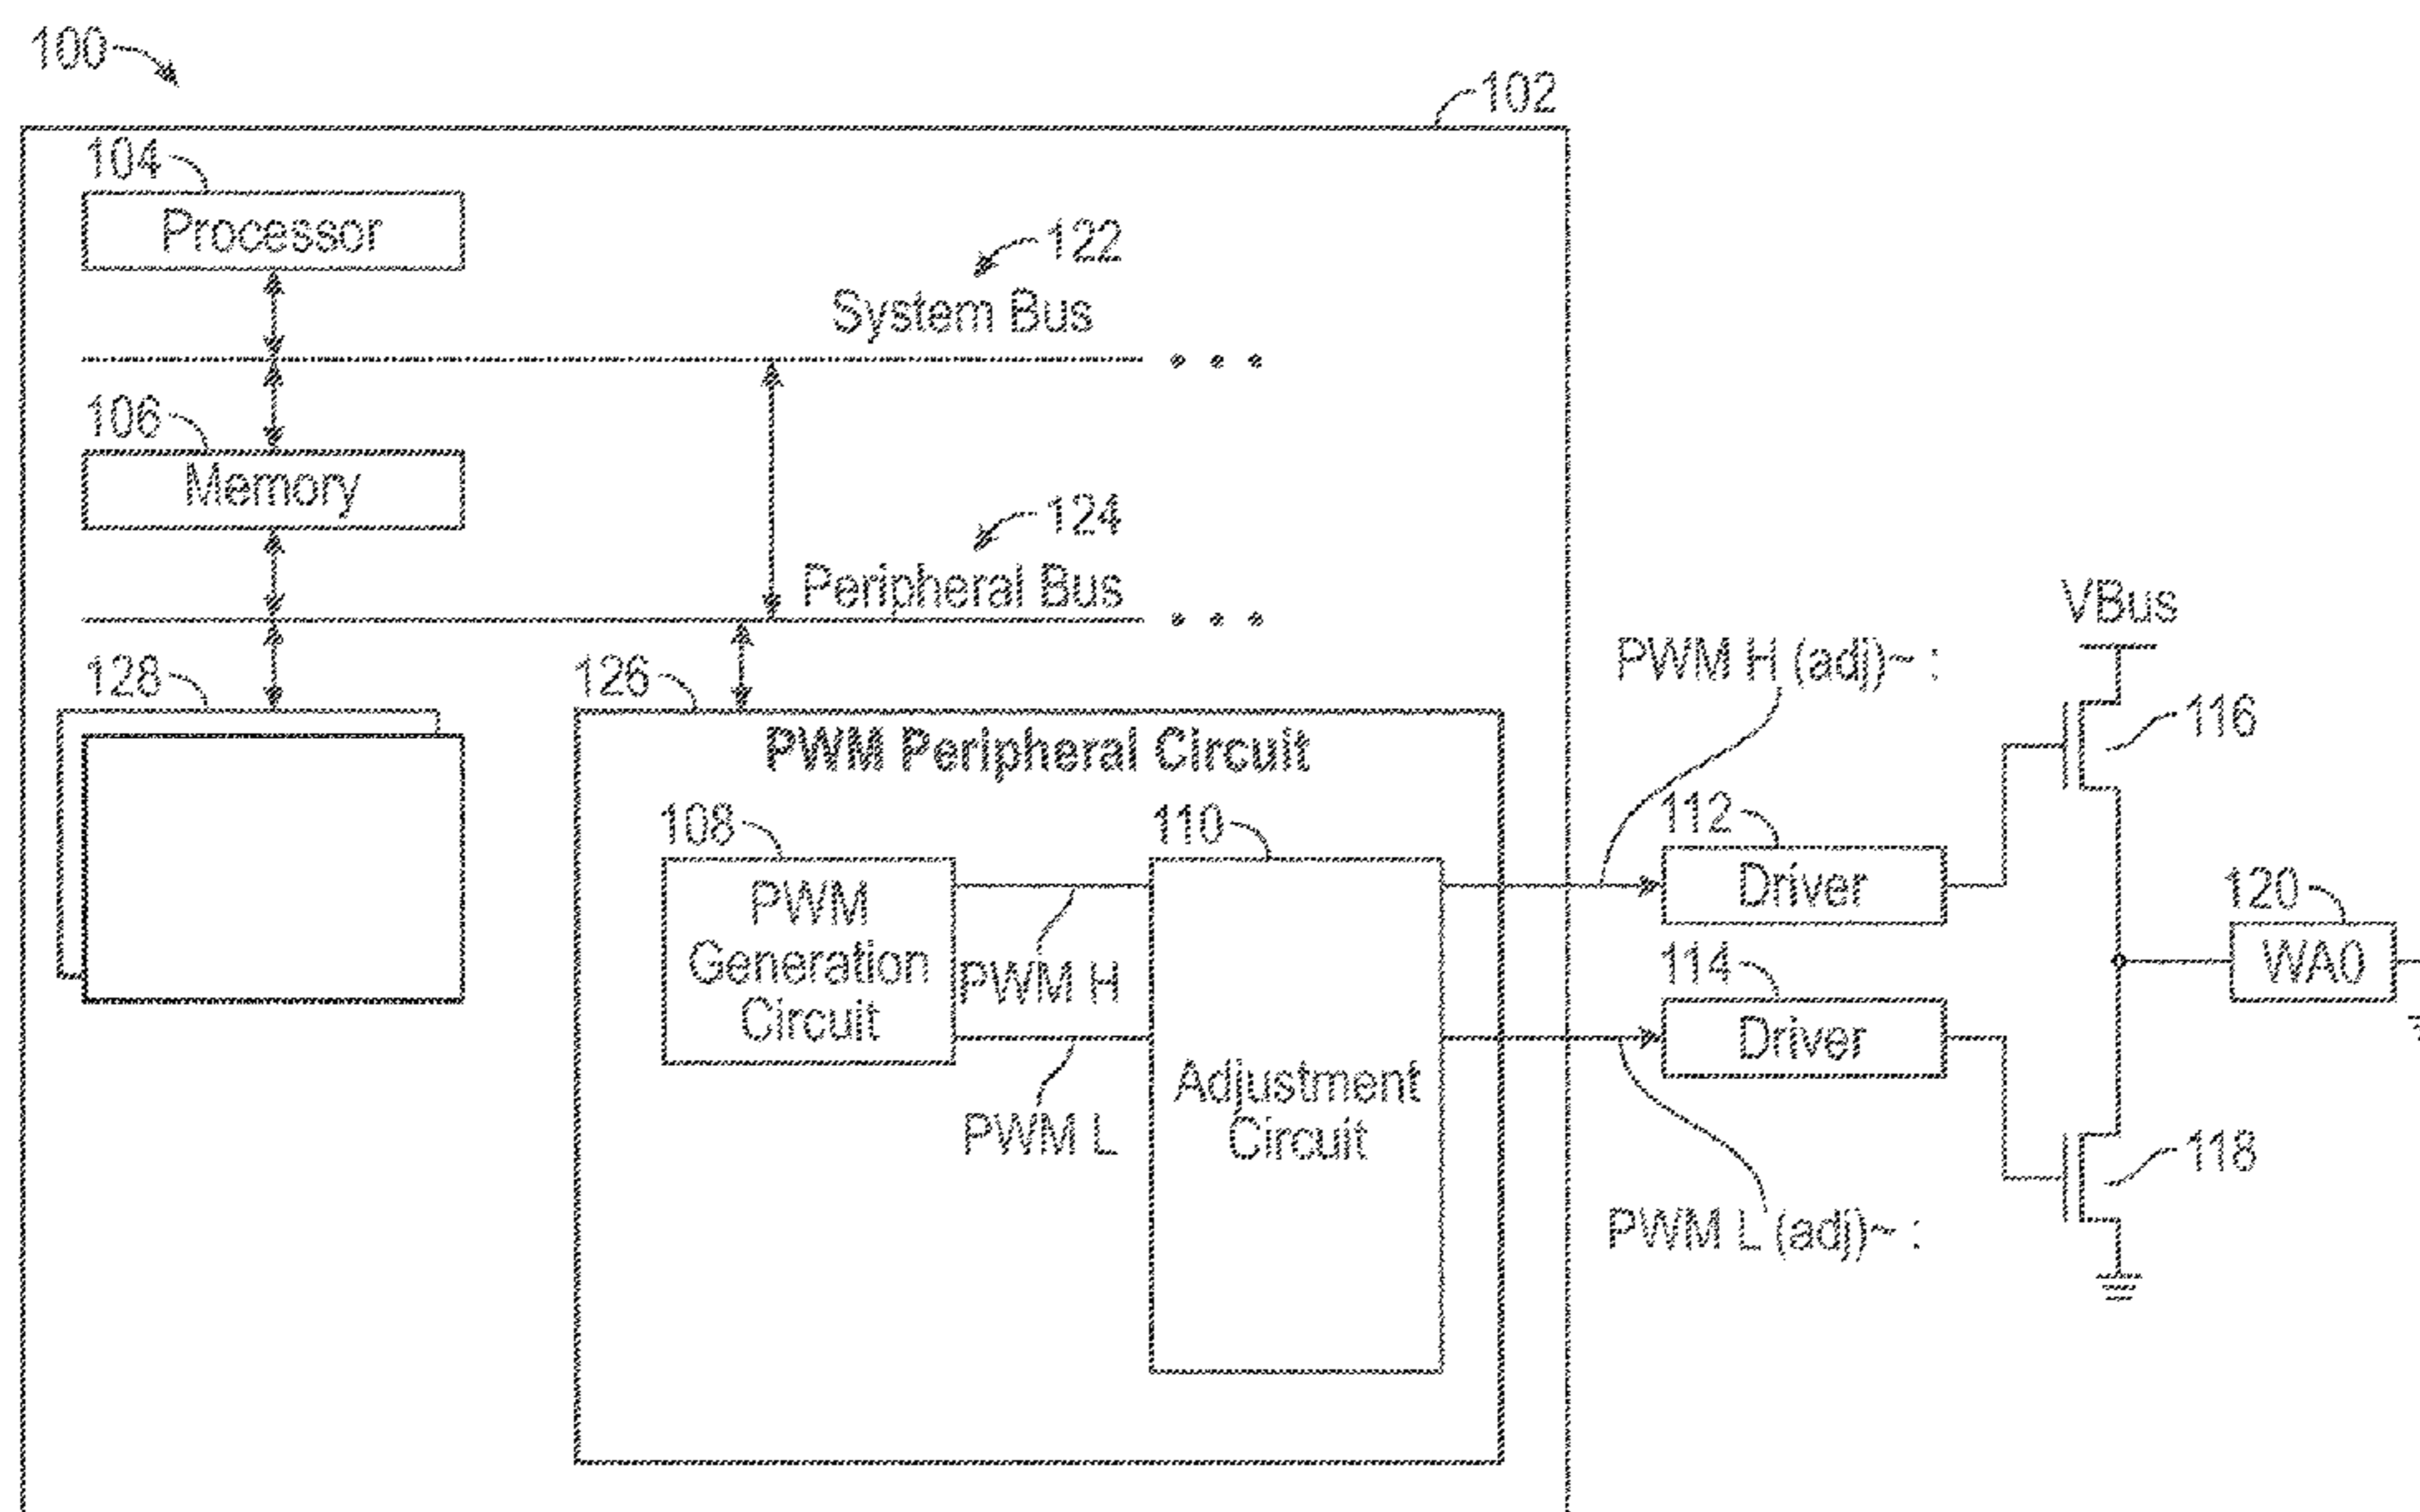 100
102
104
Processor
122
System Bus
106
Memory
124
Peripheral Bus
VBus
128
126
PWM H (adj)~ :
116
PWM Peripheral Circuit
108
110
112
PWM
Generation
Circuit
Driver
120
PWM H
114
WA0
Driver
Adjustment
Circuit
PWM L
118
PWM L (adj)~ :